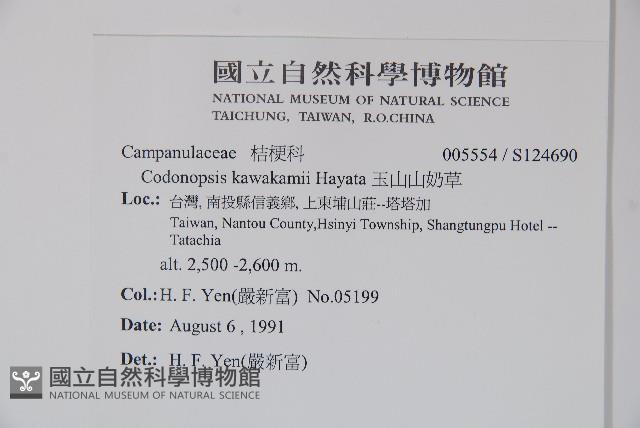 國立自然科學博物館
NATIONAL MUSEUM OF NATURAL SCIENCE
TAICHUNG, TAIWAN, R.O.CHINA
Campanulaceae 桔梗科 005554 / S124690
Codonopsis kawakamii Hayata 玉山山奶草
Loc.: 台灣, 南投縣信義鄉, 上東埔山莊--塔塔加
Taiwan, Nantou County,Hsinyi Township, Shangtungpu Hotel --
Tatachia
alt. 2,500 -2,600 m.
Col.: H. F. Yen(嚴新富) No.05199
Date: August 6 , 1991
Det.: H. F. Yen(嚴新富)
國立自然科學博物館
NATIONAL MUSEUM OF NATURAL SCIENCE